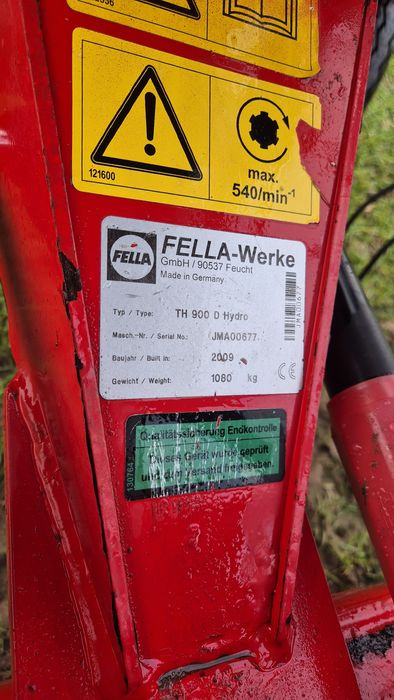 121600
max.
540/min⁻¹
FELLA
FELLA-Werke
GmbH / 90537 Feucht
Made in Germany
Typ / Type: TH 900 D Hydro
Masch.-Nr. / Serial No.: JMA00677
Baujahr / Built in: 2009
Gewicht / Weight: 1080 kg
CE
JMA00677
Qualitätssicherung Endkontrolle
Dieses Gerät wurde geprüft
und zum Versand freigegeben.
130764